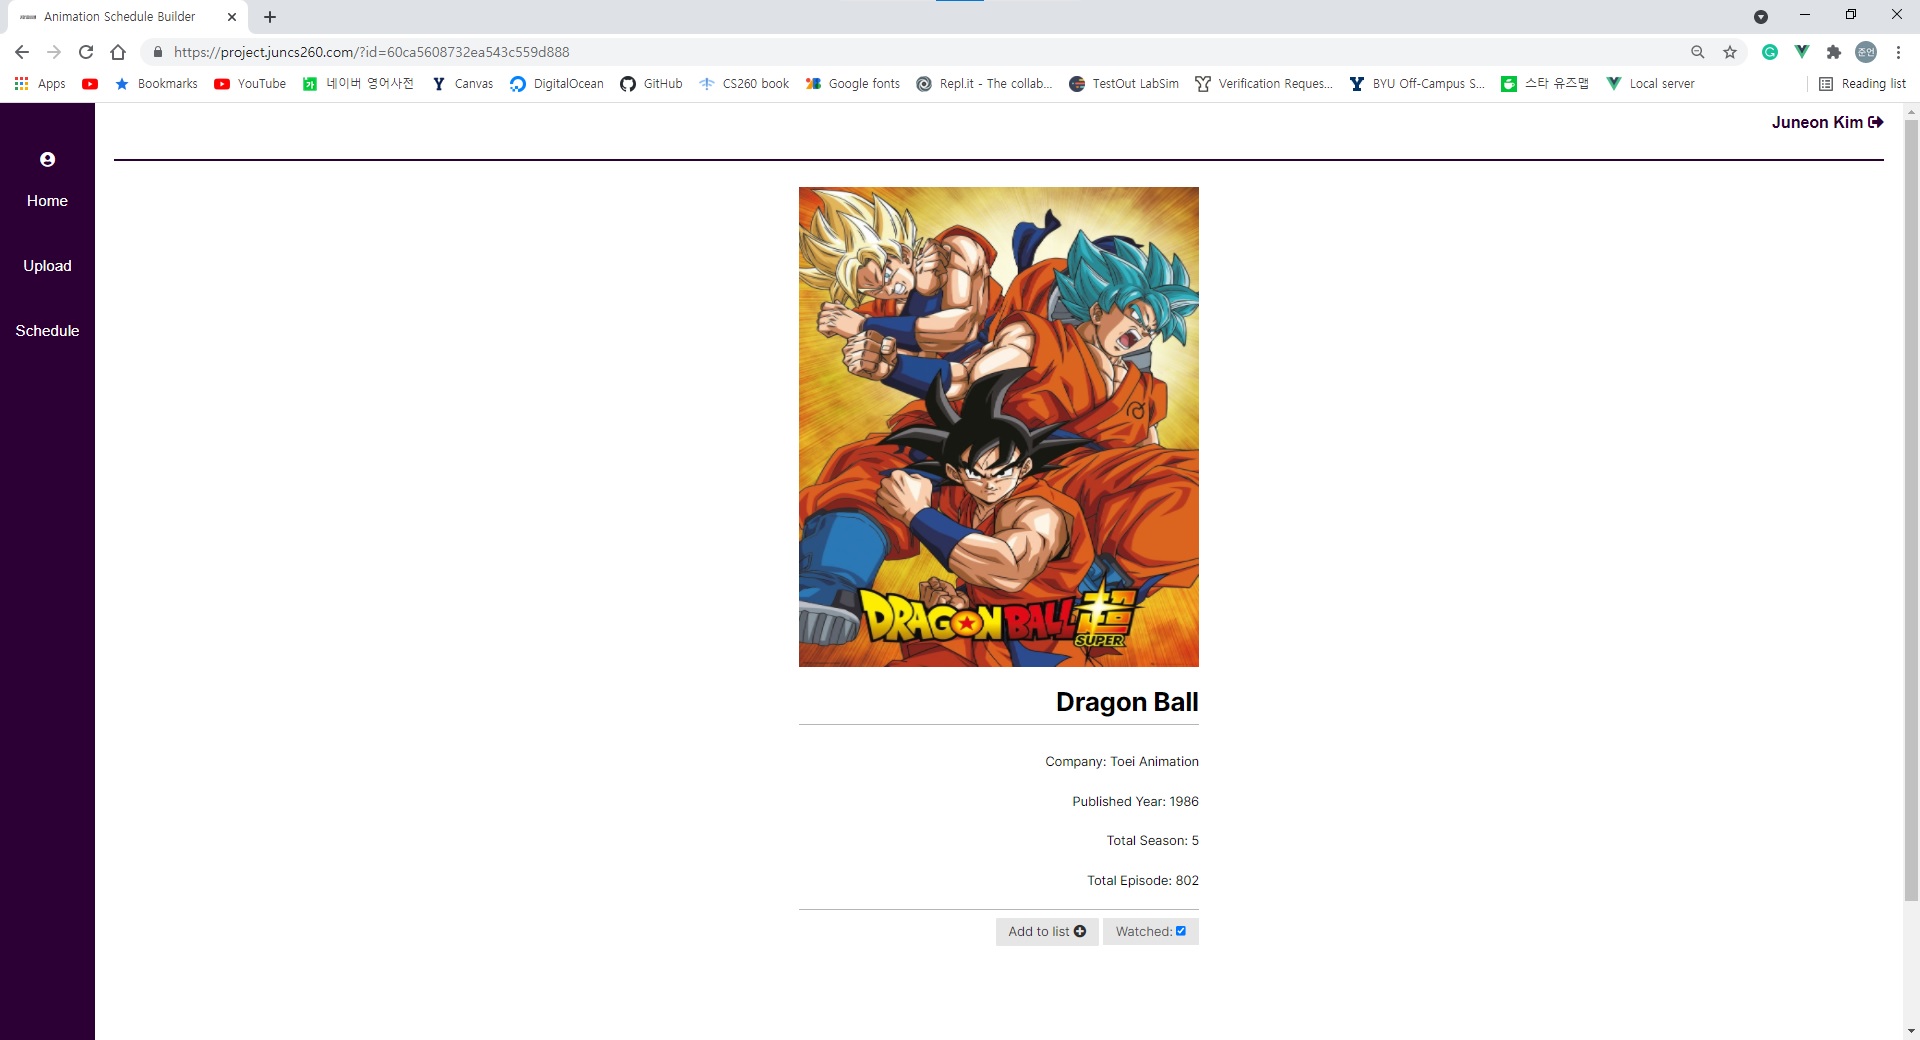 Animation Schedule Builder
https://project.juncs260.com/?id=60ca5608732ea543c559d888
준언
Apps
Bookmarks
YouTube
네이버 영어사전
Canvas
DigitalOcean
GitHub
CS260 book
Google fonts
Repl.it - The collab...
TestOut LabSim
Verification Reques...
BYU Off-Campus S...
스타 유즈맵
Local server
Reading list
Juneon Kim
Home
Upload
Schedule
DRAGON BALL 超
SUPER
Dragon Ball
Company: Toei Animation
Published Year: 1986
Total Season: 5
Total Episode: 802
Add to list
Watched: